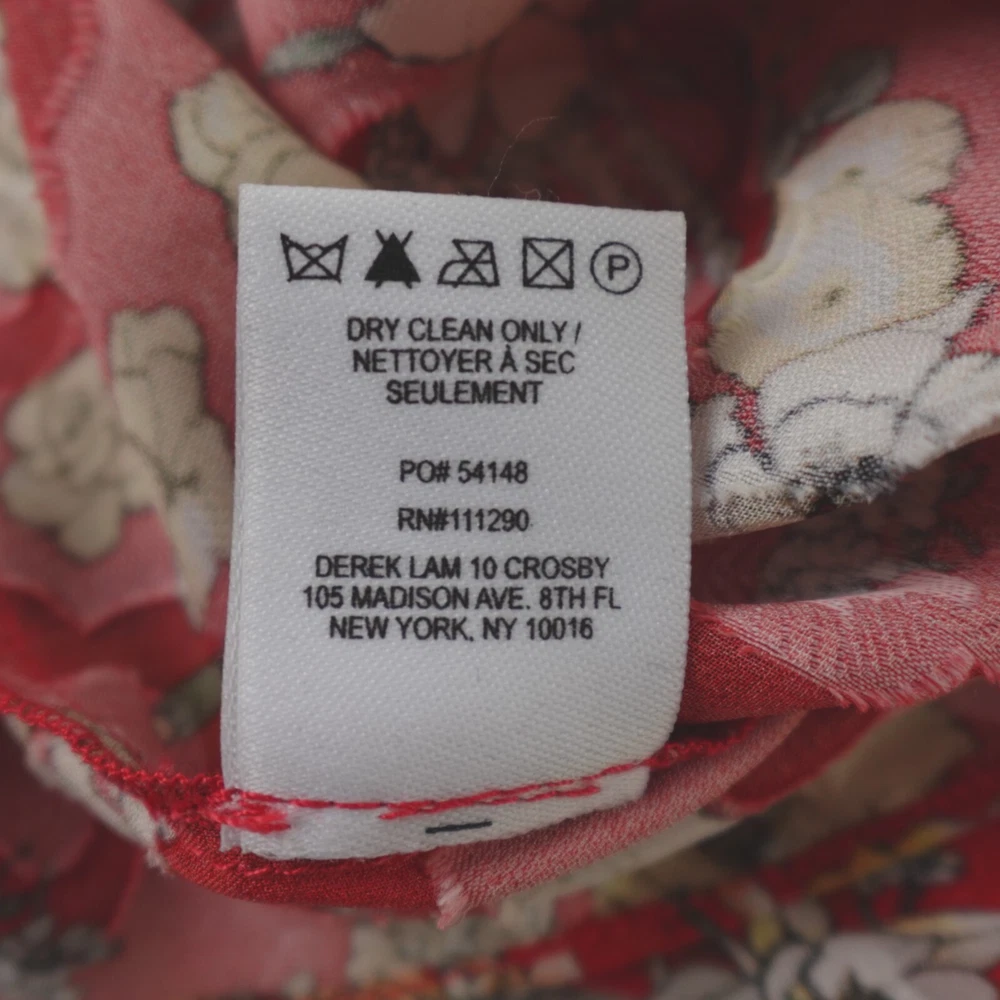 P
DRY CLEAN ONLY /
NETTOYER À SEC
SEULEMENT
PO# 54148
RN#111290
DEREK LAM 10 CROSBY
105 MADISON AVE. 8TH FL
NEW YORK, NY 10016